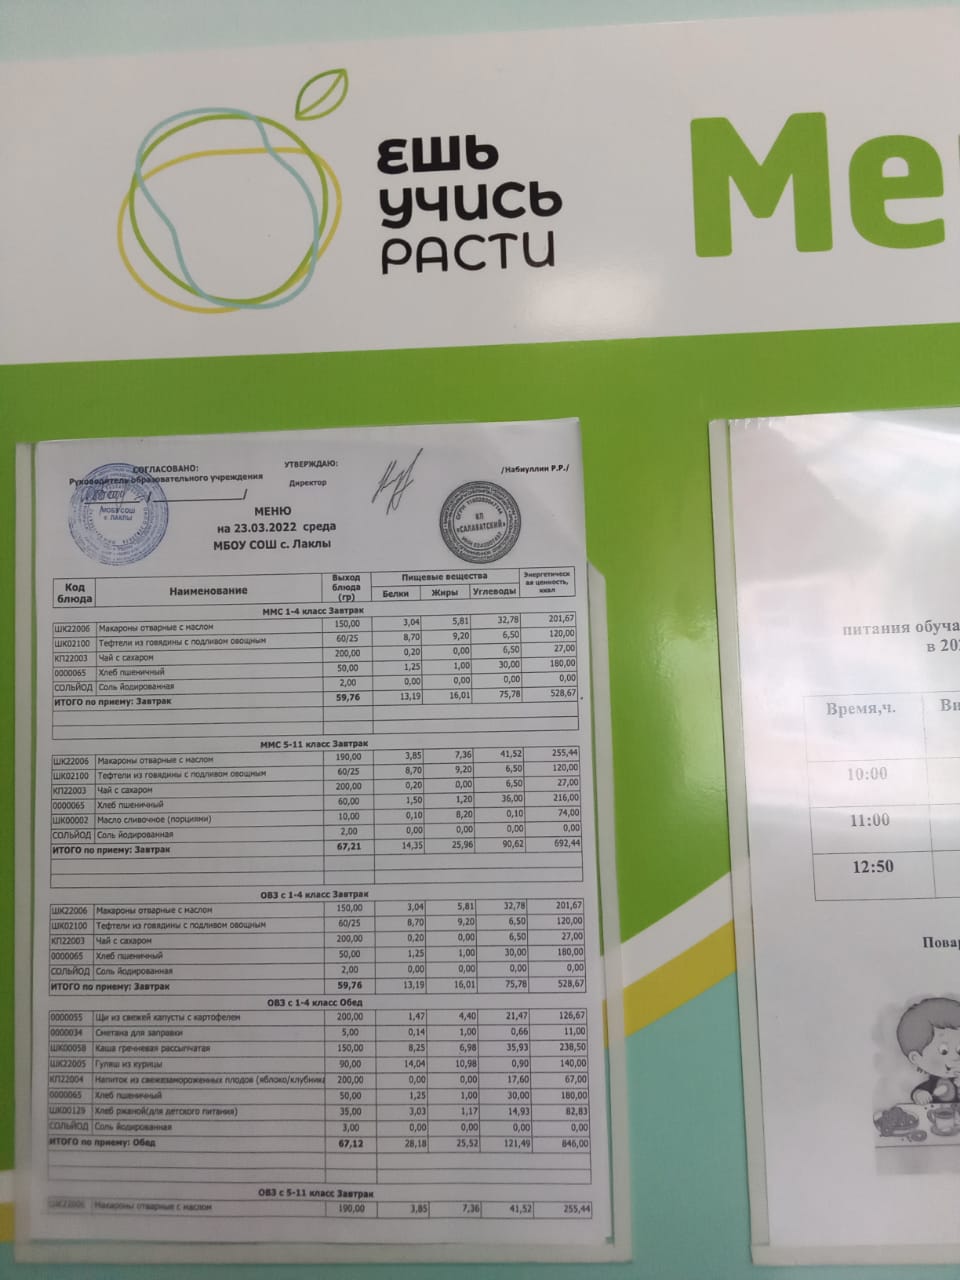 ЕШЬ
УЧИСЬ
РАСТИ
Ме
СОГЛАСОВАНО:
Руководитель образовательного учреждения
УТВЕРЖДАЮ:
Директор
/Набиуллин Р.Р./
МБОУ СОШ
с. ЛАКЛЫ
КП
«САЛАВАТСКИЙ»
МЕНЮ
на 23.03.2022 среда
МБОУ СОШ с. Лаклы
Код блюда Наименование Выход блюда (гр) Пищевые вещества Энергетическая ценность, ккал
Белки Жиры Углеводы
ММС 1-4 класс Завтрак
ШК22006 Макароны отварные с маслом 150,00 3,04 5,81 32,78 201,67
ШК02100 Тефтели из говядины с подливом овощным 60/25 8,70 9,20 6,50 120,00
КП22003 Чай с сахаром 200,00 0,20 0,00 6,50 27,00
0000065 Хлеб пшеничный 50,00 1,25 1,00 30,00 180,00
СОЛЬЙОД Соль йодированная 2,00 0,00 0,00 0,00 0,00
ИТОГО по приему: Завтрак 59,76 13,19 16,01 75,78 528,67
ММС 5-11 класс Завтрак
ШК22006 Макароны отварные с маслом 190,00 3,85 7,36 41,52 255,44
ШК02100 Тефтели из говядины с подливом овощным 60/25 8,70 9,20 6,50 120,00
КП22003 Чай с сахаром 200,00 0,20 0,00 6,50 27,00
0000065 Хлеб пшеничный 60,00 1,50 1,20 36,00 216,00
ШК00002 Масло сливочное (порциями) 10,00 0,10 8,20 0,10 74,00
СОЛЬЙОД Соль йодированная 2,00 0,00 0,00 0,00 0,00
ИТОГО по приему: Завтрак 67,21 14,35 25,96 90,62 692,44
ОВЗ с 1-4 класс Завтрак
ШК22006 Макароны отварные с маслом 150,00 3,04 5,81 32,78 201,67
ШК02100 Тефтели из говядины с подливом овощным 60/25 8,70 9,20 6,50 120,00
КП22003 Чай с сахаром 200,00 0,20 0,00 6,50 27,00
0000065 Хлеб пшеничный 50,00 1,25 1,00 30,00 180,00
СОЛЬЙОД Соль йодированная 2,00 0,00 0,00 0,00 0,00
ИТОГО по приему: Завтрак 59,76 13,19 16,01 75,78 528,67
ОВЗ с 1-4 класс Обед
0000055 Щи из свежей капусты с картофелем 200,00 1,47 4,40 21,47 126,67
0000034 Сметана для заправки 5,00 0,14 1,00 0,66 11,00
ШК00058 Каша гречневая рассыпчатая 150,00 8,25 6,98 35,93 238,50
ШК22005 Гуляш из курицы 90,00 14,04 10,98 0,90 140,00
КП22004 Напиток из свежезамороженных плодов (яблоко/клубника 200,00 0,00 0,00 17,60 67,00
0000065 Хлеб пшеничный 50,00 1,25 1,00 30,00 180,00
ШК00129 Хлеб ржаной(для детского питания) 35,00 3,03 1,17 14,93 82,83
СОЛЬЙОД Соль йодированная 3,00 0,00 0,00 0,00 0,00
ИТОГО по приему: Обед 67,12 28,18 25,52 121,49 846,00
ОВЗ с 5-11 класс Завтрак
ШК22006 Макароны отварные с маслом 190,00 3,85 7,36 41,52 255,44
питания обуча
в 20
Время,ч. Ви
10:00
11:00
12:50
Повар